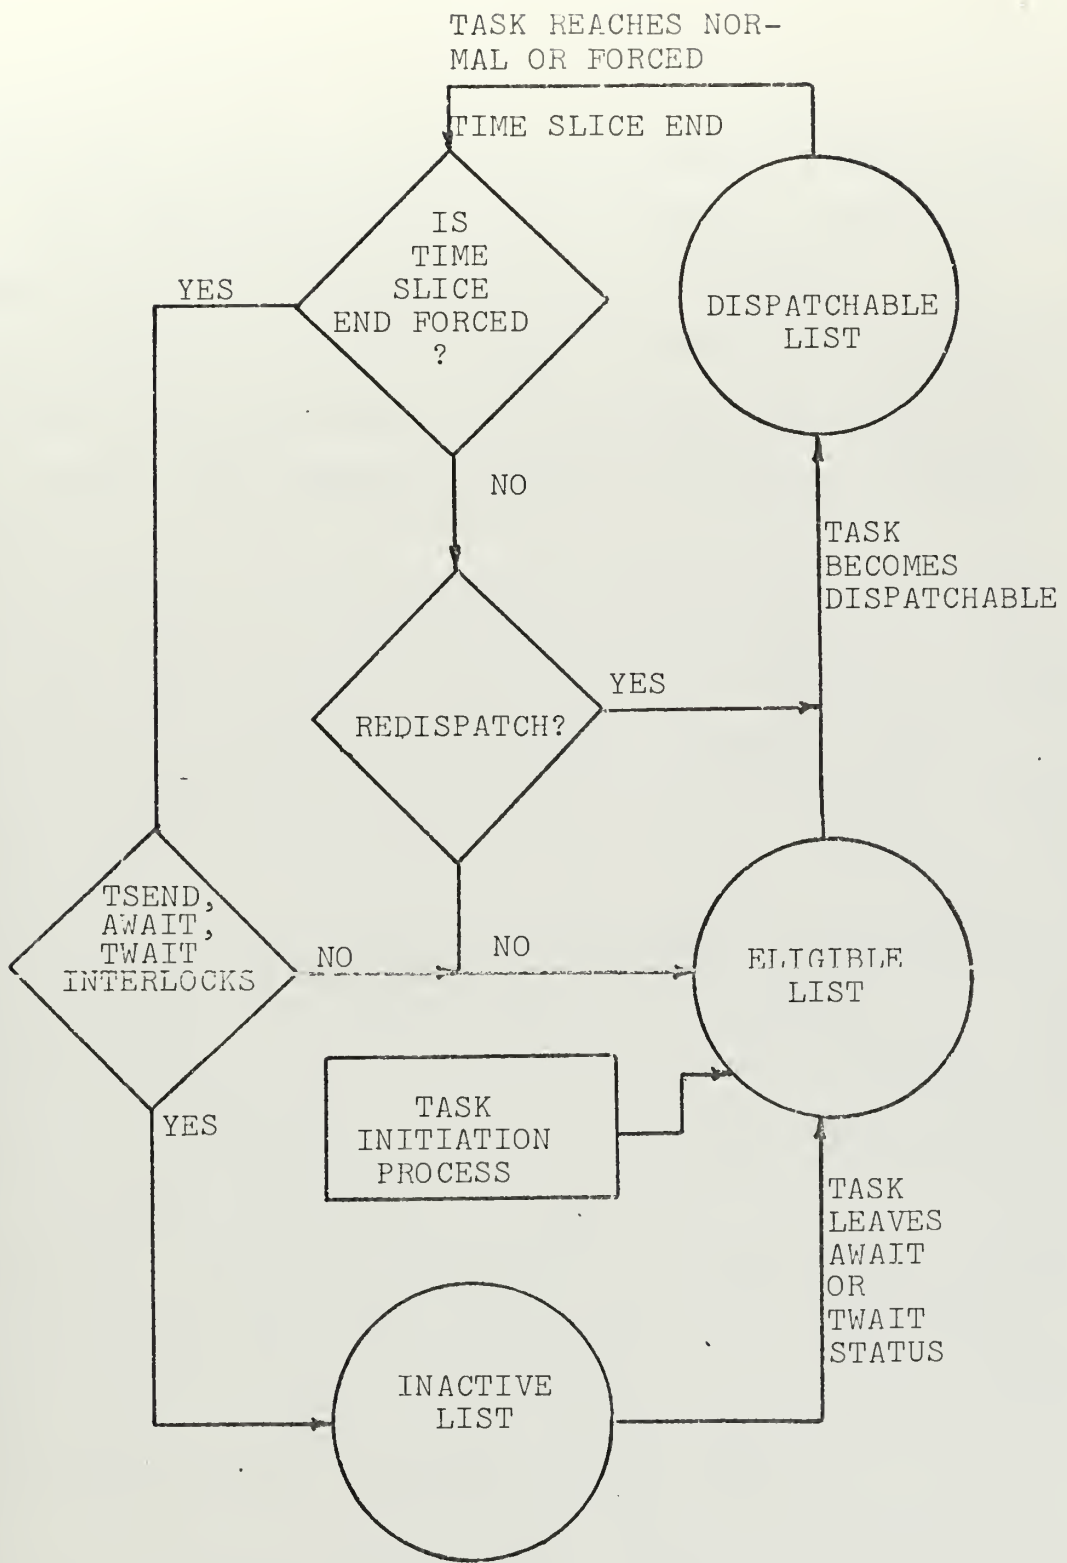 TASK REACHES NOR-
MAL OR FORCED
TIME SLICE END
IS
TIME
SLICE
END FORCED
?
YES
DISPATCHABLE
LIST
NO
TASK
BECOMES
DISPATCHABLE
YES
REDISPATCH?
TSEND,
AWAIT,
TWAIT
INTERLOCKS
NO
NO
ELIGIBLE
LIST
TASK
INITIATION
PROCESS
YES
TASK
LEAVES
AWAIT
OR
TWAIT
STATUS
INACTIVE
LIST